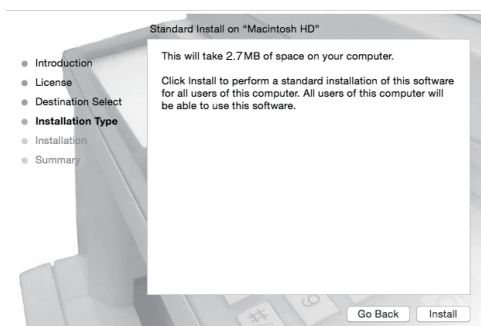 Standard Install on “Macintosh HD”
Introduction
License
Destination Select
Installation Type
Installation
Summary
This will take 2.7 MB of space on your computer.
Click Install to perform a standard installation of this software
for all users of this computer. All users of this computer will
be able to use this software.
#
9
Go Back
Install